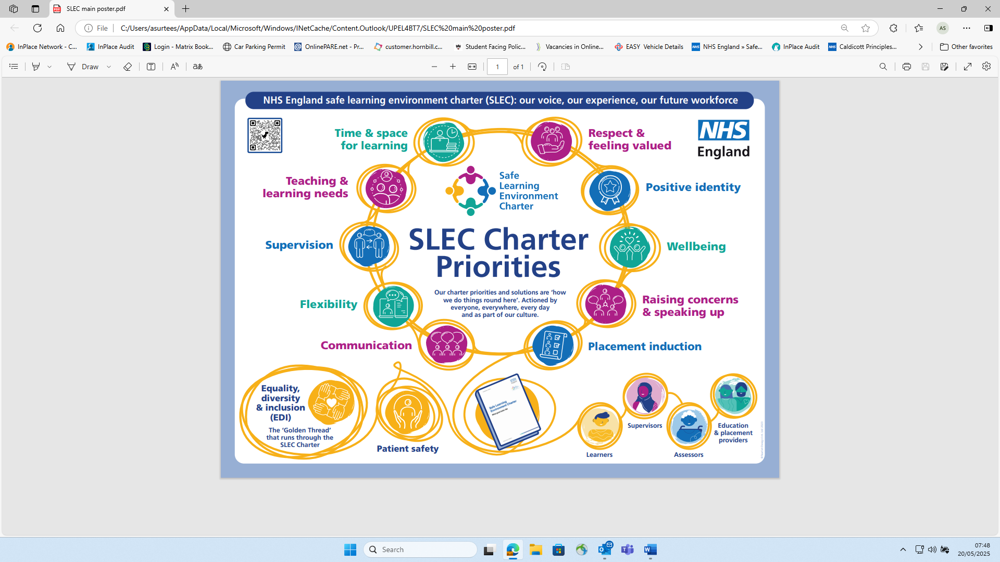 SLEC main poster.pdf
File
C:/Users/asurtees/AppData/Local/Microsoft/Windows/INetCache/Content.Outlook/UPEL4BT7/SLEC%20main%20poster.pdf
AS
InPlace Network - C...
InPlace Audit
Login - Matrix Book...
Car Parking Permit
OnlinePARE.net - Pr...
customer.hornbill.c...
Student Facing Polic...
Vacancies in Online...
EASY Vehicle Details
NHS England » Safe...
InPlace Audit
Caldicott Principles...
Other favorites
Draw
1 of 1
NHS England safe learning environment charter (SLEC): our voice, our experience, our future workforce
Time & space
for learning
Respect &
feeling valued
NHS
England
Teaching &
learning needs
Safe
Learning
Environment
Charter
Positive identity
Supervision
SLEC Charter
Priorities
Wellbeing
Our charter priorities and solutions are ‘how
we do things round here’. Actioned by
everyone, everywhere, every day
and as part of our culture.
Flexibility
Raising concerns
& speaking up
Communication
Placement induction
Equality,
diversity
& inclusion
(EDI)
The ‘Golden Thread’
that runs through the
SLEC Charter
Patient safety
Safe Learning
Environment Charter
Learners
Supervisors
Assessors
Education
& placement
providers
Search
07:48
20/05/2025